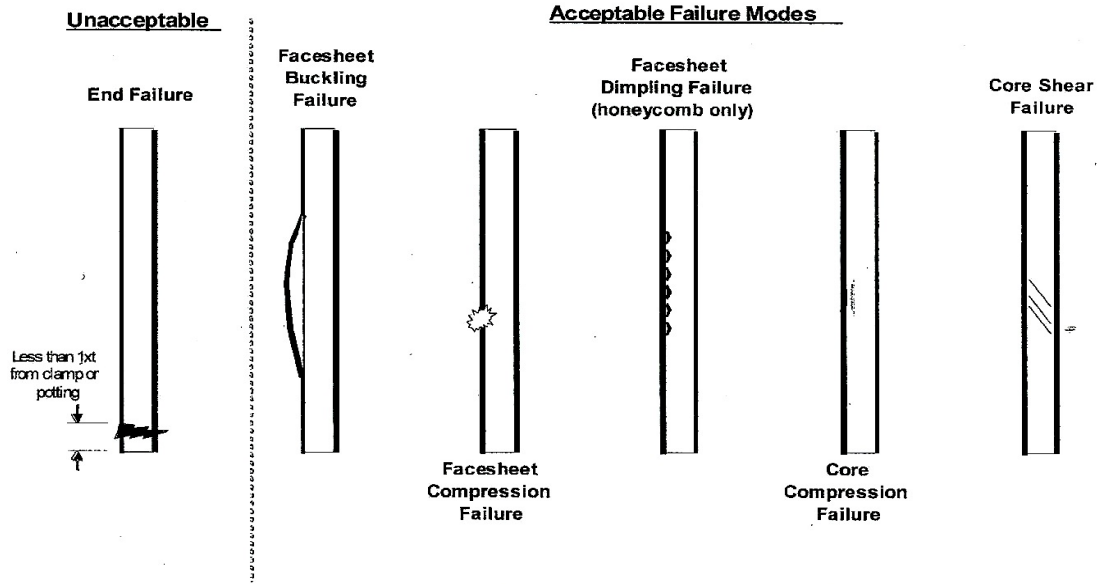 Unacceptable
Acceptable Failure Modes
End Failure
Facesheet
Buckling
Failure
Facesheet
Dimpling Failure
(honeycomb only)
Core Shear
Failure
Less than 1xt
from clamp or
potting
Facesheet
Compression
Failure
Core
Compression
Failure